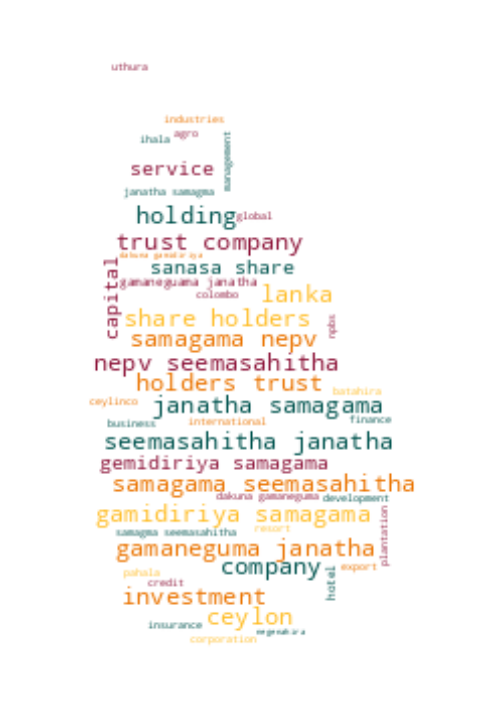 uthura
industries
ihala agro
management
service
janatha samagma
holding global
trust company
dakuna gamidiriya
sanasa share
capital
gamaneguama janatha
colombo lanka
share holders
npbs
samagama nepv
nepv seemasahitha
holders trust
batahira
ceylinco janatha samagama
business international finance
seemasahitha janatha
gemidiriya samagama
samagama seemasahitha
dakuna gamaneguma development
gamidiriya samagama
plantation
samagma seemasahitha resort
gamaneguma janatha
company export
pahala
credit
hotel
investment
ceylon
insurance negenahira
corporation